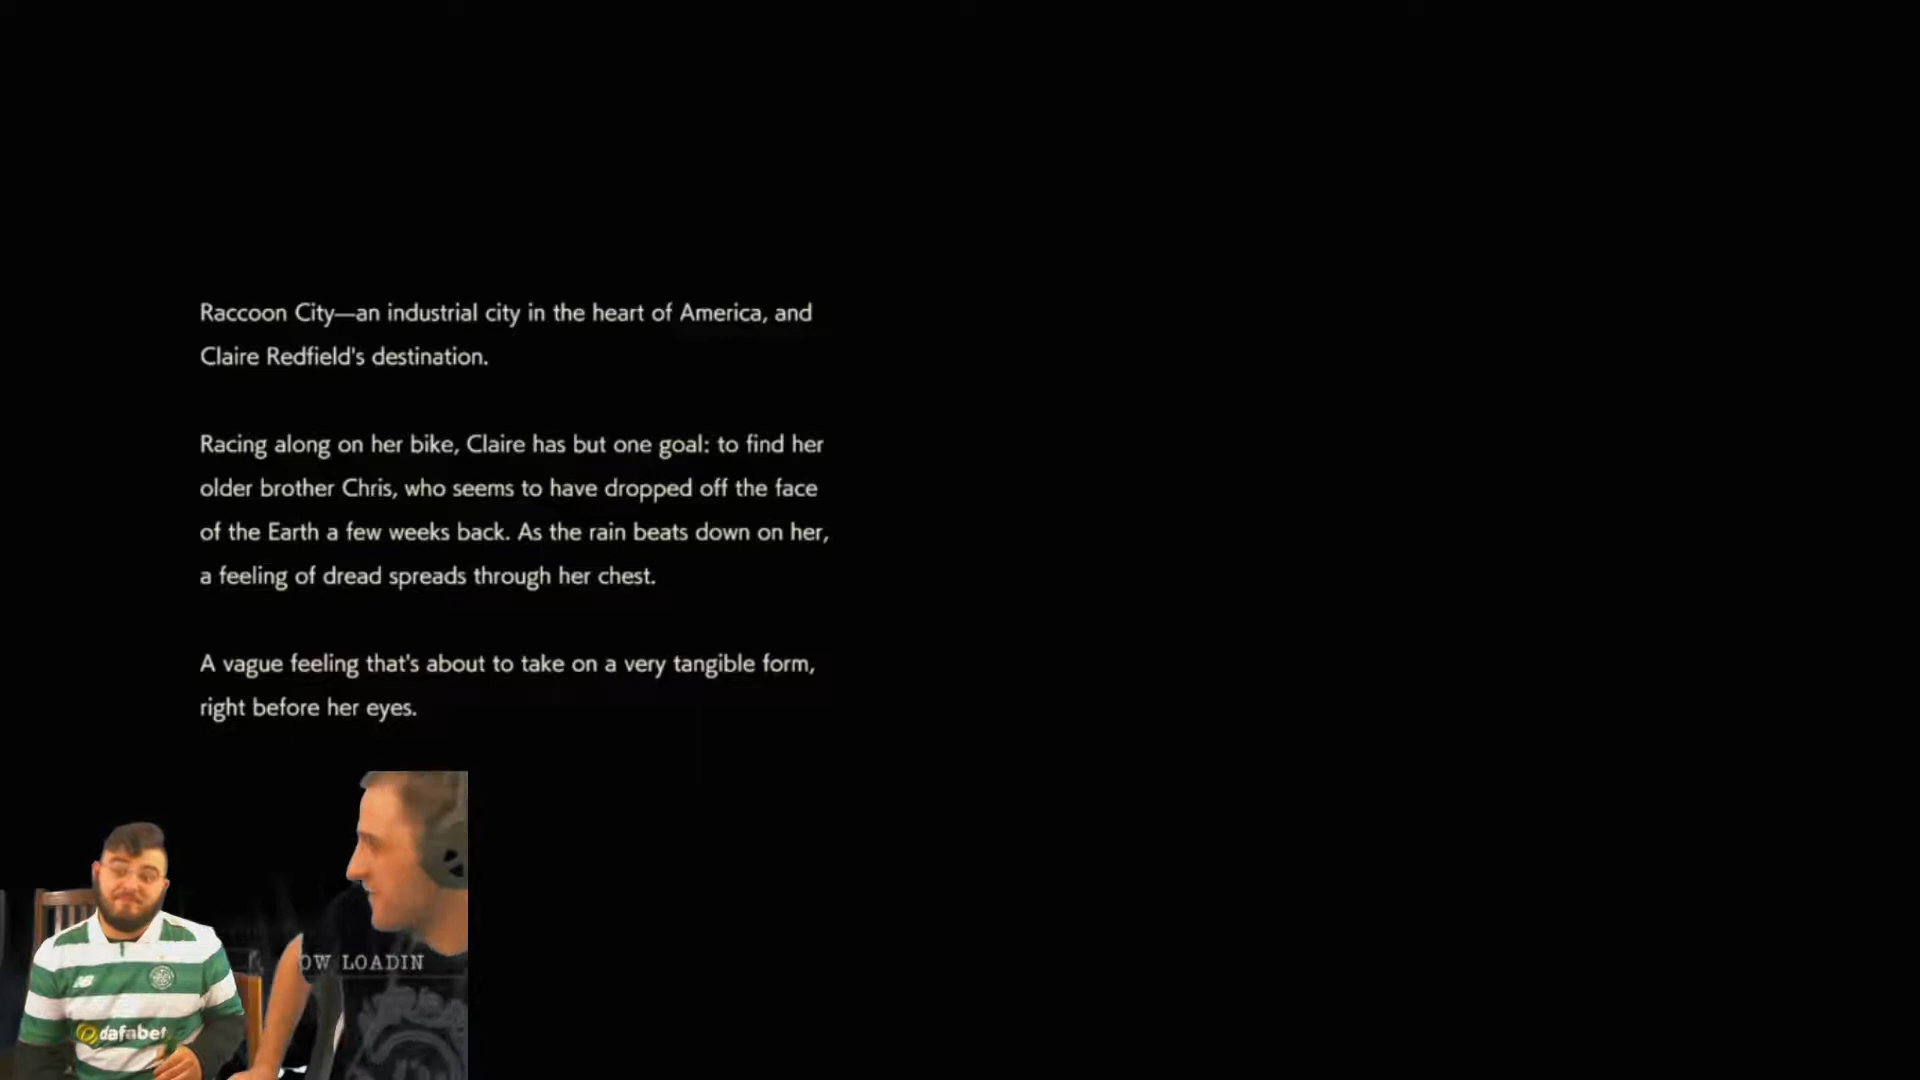 Raccoon City—an industrial city in the heart of America, and
Claire Redfield's destination.
Racing along on her bike, Claire has but one goal: to find her
older brother Chris, who seems to have dropped off the face
of the Earth a few weeks back. As the rain beats down on her,
a feeling of dread spreads through her chest.
A vague feeling that's about to take on a very tangible form,
right before her eyes.
OW LOADIN
NB
dafabet